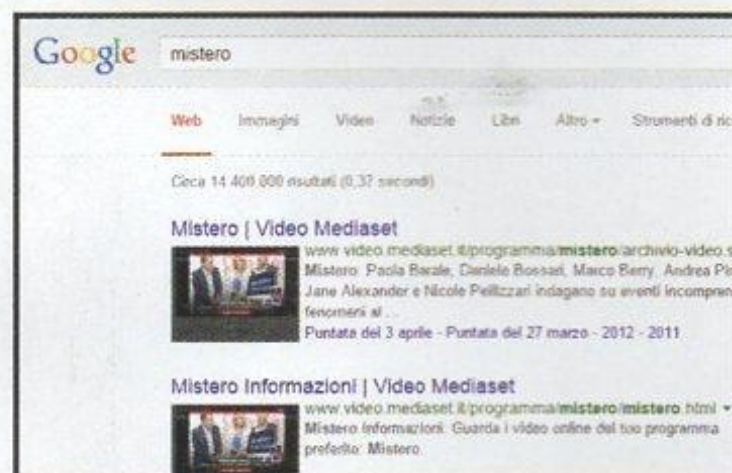 Google mistero
Web Immagini Video Notizie Libri Altro Strumenti di ric
Circa 14 400 000 risultati (0,37 secondi)
Mistero | Video Mediaset
www.video.mediaset.it/programma/mistero/archivio-video.s
Mistero: Paola Barale, Daniele Bossari, Marco Berry, Andrea Pin
Jane Alexander e Nicole Pellizzari indagano su eventi incompren
fenomeni al ...
Puntata del 3 aprile - Puntata del 27 marzo - 2012 - 2011
Mistero Informazioni | Video Mediaset
www.video.mediaset.it/programma/mistero/mistero.html
Mistero Informazioni. Guarda i video online del tuo programma
preferito: Mistero